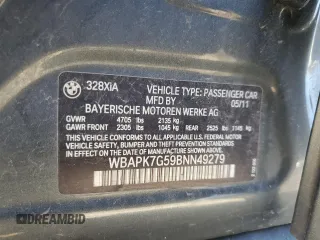 328XiA
VEHICLE TYPE: PASSENGER CAR
05/11
BAYERISCHE MOTOREN WERKE AG
GVWR 4705 lbs 2135 kg
GAWR FRONT 2305 lbs 1045 kg REAR 2525 lbs 1145 kg
THIS VEHICLE CONFORMS TO ALL APPLICABLE U.S. FEDERAL MOTOR
VEHICLE SAFETY, BUMPER, AND THEFT PREVENTION STANDARDS IN
EFFECT ON THE DATE OF MANUFACTURE SHOWN ABOVE.
WBAPK7G59BNN49279
DREAMBID